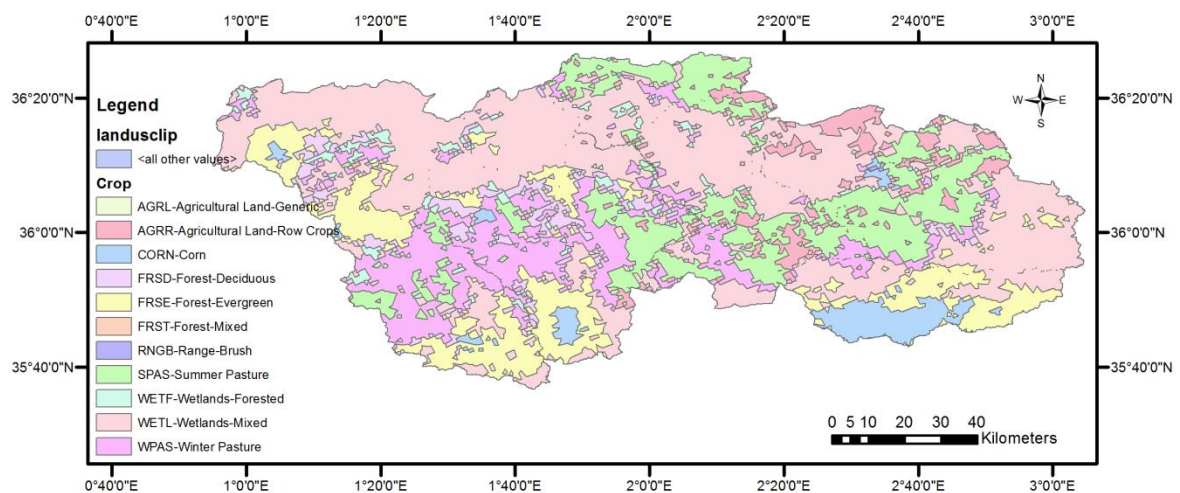 0°40'0"E 1°0'0"E 1°20'0"E 1°40'0"E 2°0'0"E 2°20'0"E 2°40'0"E 3°0'0"E
36°20'0"N 36°20'0"N
N
W E
S
Legend
landusclip
<all other values>
Crop
AGRL-Agricultural Land-Generic
AGRR-Agricultural Land-Row Crops
36°0'0"N 36°0'0"N
CORN-Corn
FRSD-Forest-Deciduous
FRSE-Forest-Evergreen
FRST-Forest-Mixed
RNGB-Range-Brush
35°40'0"N 35°40'0"N
SPAS-Summer Pasture
WETF-Wetlands-Forested
WETL-Wetlands-Mixed
WPAS-Winter Pasture
0 5 10 20 30 40
Kilometers
0°40'0"E 1°0'0"E 1°20'0"E 1°40'0"E 2°0'0"E 2°20'0"E 2°40'0"E 3°0'0"E